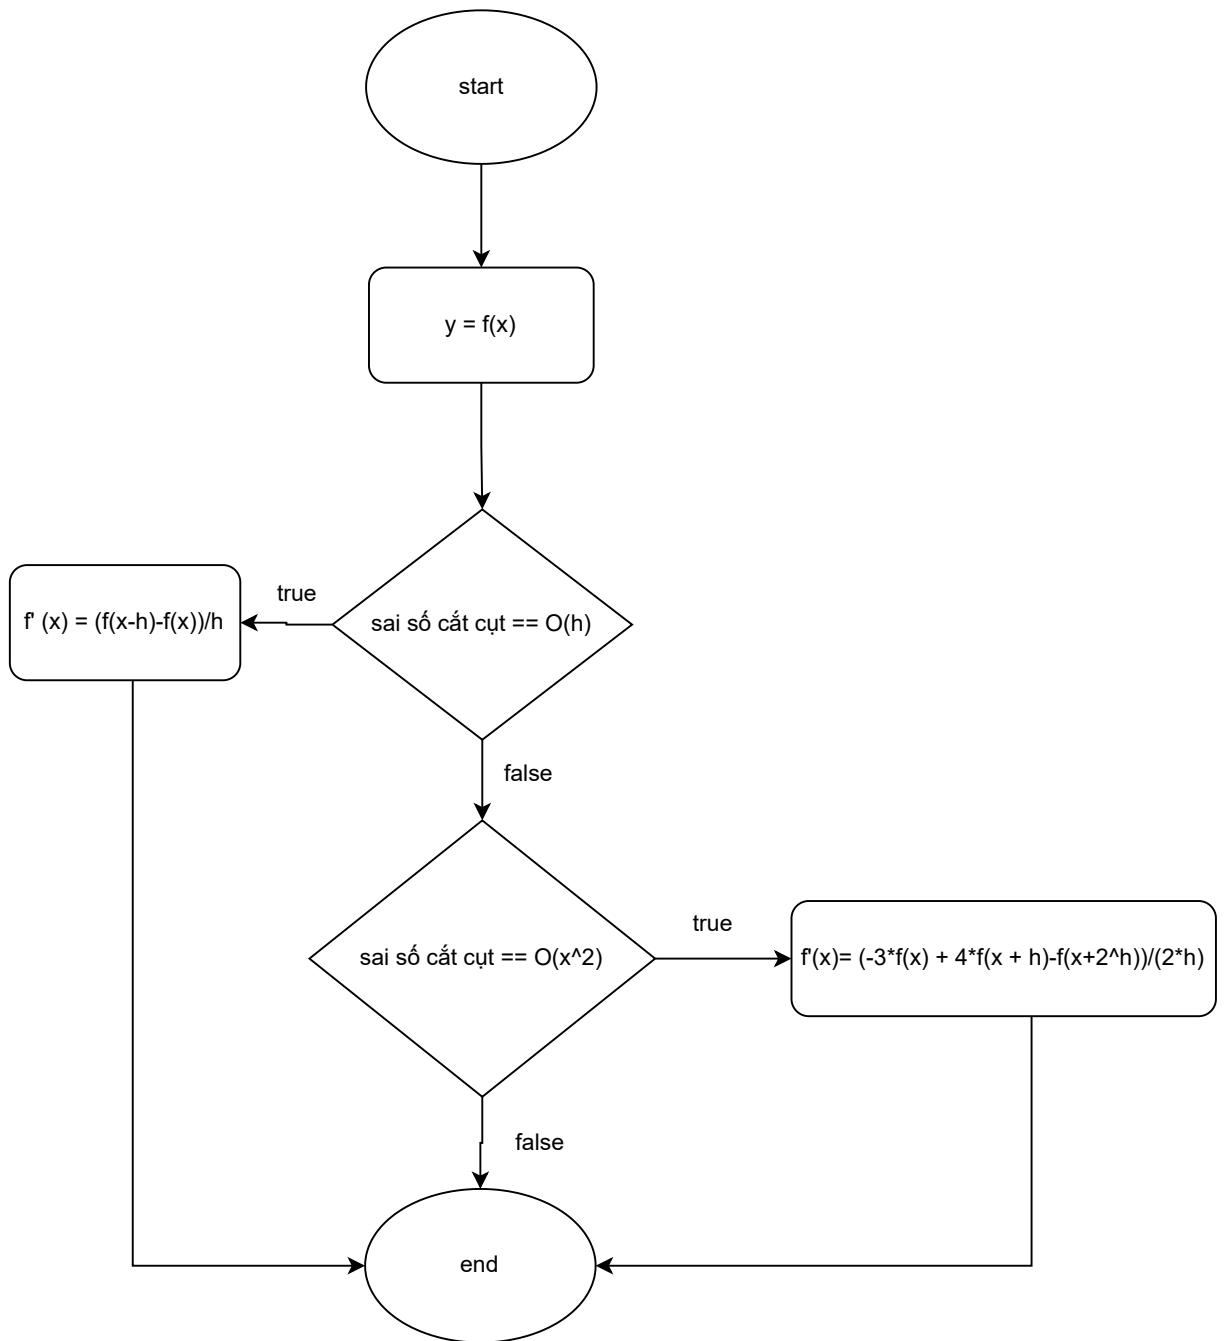 start
y = f(x)
true
f' (x) = (f(x-h)-f(x))/h
sai số cắt cụt == O(h)
false
true
sai số cắt cụt == O(x^2)
f'(x)= (-3*f(x) + 4*f(x + h)-f(x+2^h))/(2*h)
false
end